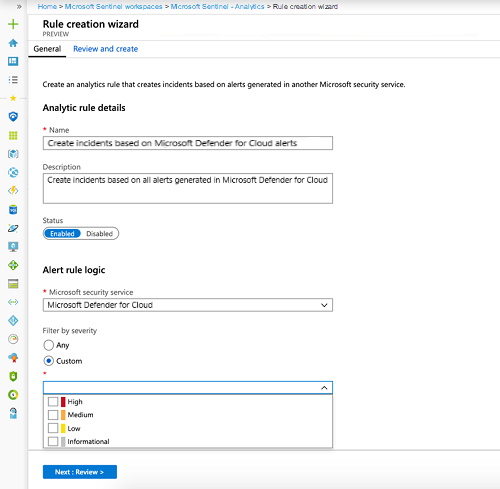 Home > Microsoft Sentinel workspaces > Microsoft Sentinel - Analytics > Rule creation wizard
Rule creation wizard
PREVIEW
General Review and create
Create an analytics rule that creates incidents based on alerts generated in another Microsoft security service.
Analytic rule details
* Name
Create incidents based on Microsoft Defender for Cloud alerts
Description
Create incidents based on all alerts generated in Microsoft Defender for Cloud
Status
Enabled Disabled
Alert rule logic
* Microsoft security service
Microsoft Defender for Cloud
Filter by severity
Any
Custom
*
High
Medium
Low
Informational
Next : Review >